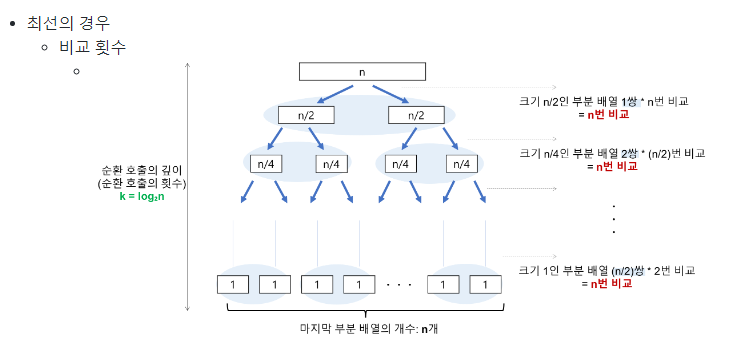 최선의 경우
비교 횟수
n
크기 n/2인 부분 배열 1쌍 * n번 비교
= n번 비교
n/2 n/2
크기 n/4인 부분 배열 2쌍 * (n/2)번 비교
= n번 비교
n/4 n/4 n/4 n/4
순환 호출의 깊이
(순환 호출의 횟수)
k = log₂n
크기 1인 부분 배열 (n/2)쌍 * 2번 비교
= n번 비교
1 1 1 1 · · · 1 1
마지막 부분 배열의 개수: n개